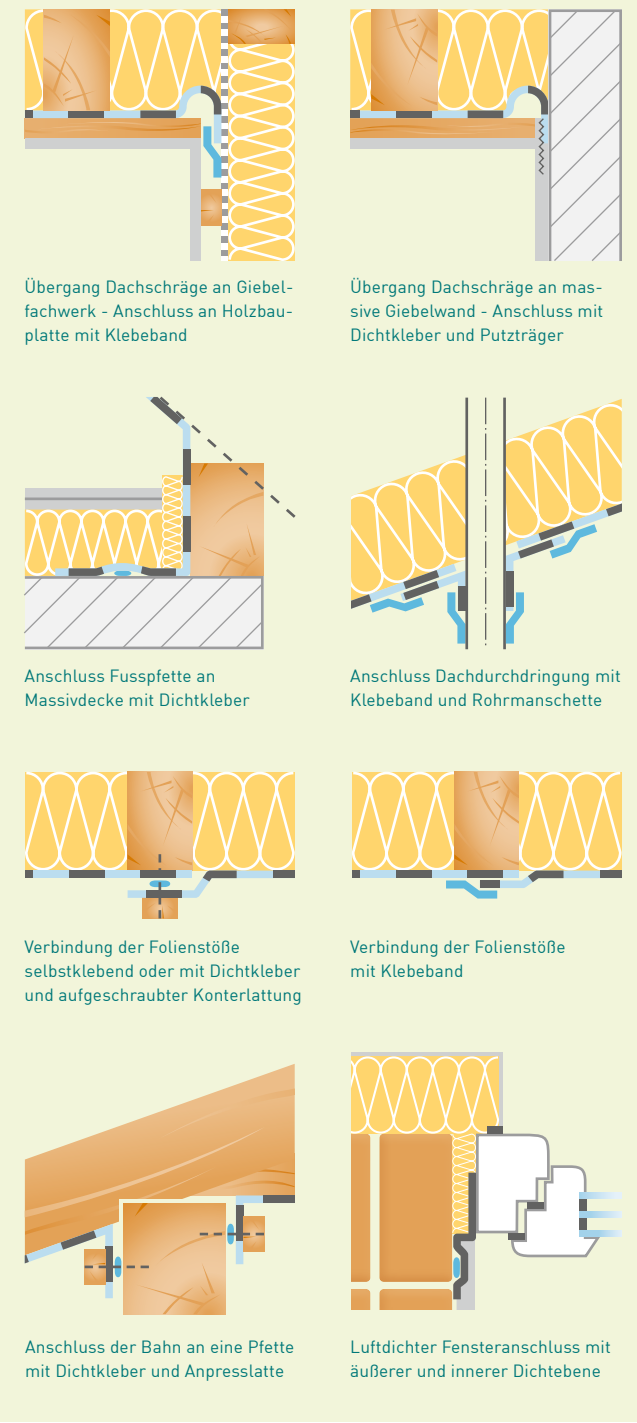 Übergang Dachschräge an Giebel-
fachwerk - Anschluss an Holzbau-
platte mit Klebeband
Übergang Dachschräge an mas-
sive Giebelwand - Anschluss mit
Dichtkleber und Putzträger
Anschluss Fusspfette an
Massivdecke mit Dichtkleber
Anschluss Dachdurchdringung mit
Klebeband und Rohrmanschette
Verbindung der Folienstöße
selbstklebend oder mit Dichtkleber
und aufgeschraubter Konterlattung
Verbindung der Folienstöße
mit Klebeband
Anschluss der Bahn an eine Pfette
mit Dichtkleber und Anpresslatte
Luftdichter Fensteranschluss mit
äußerer und innerer Dichtebene